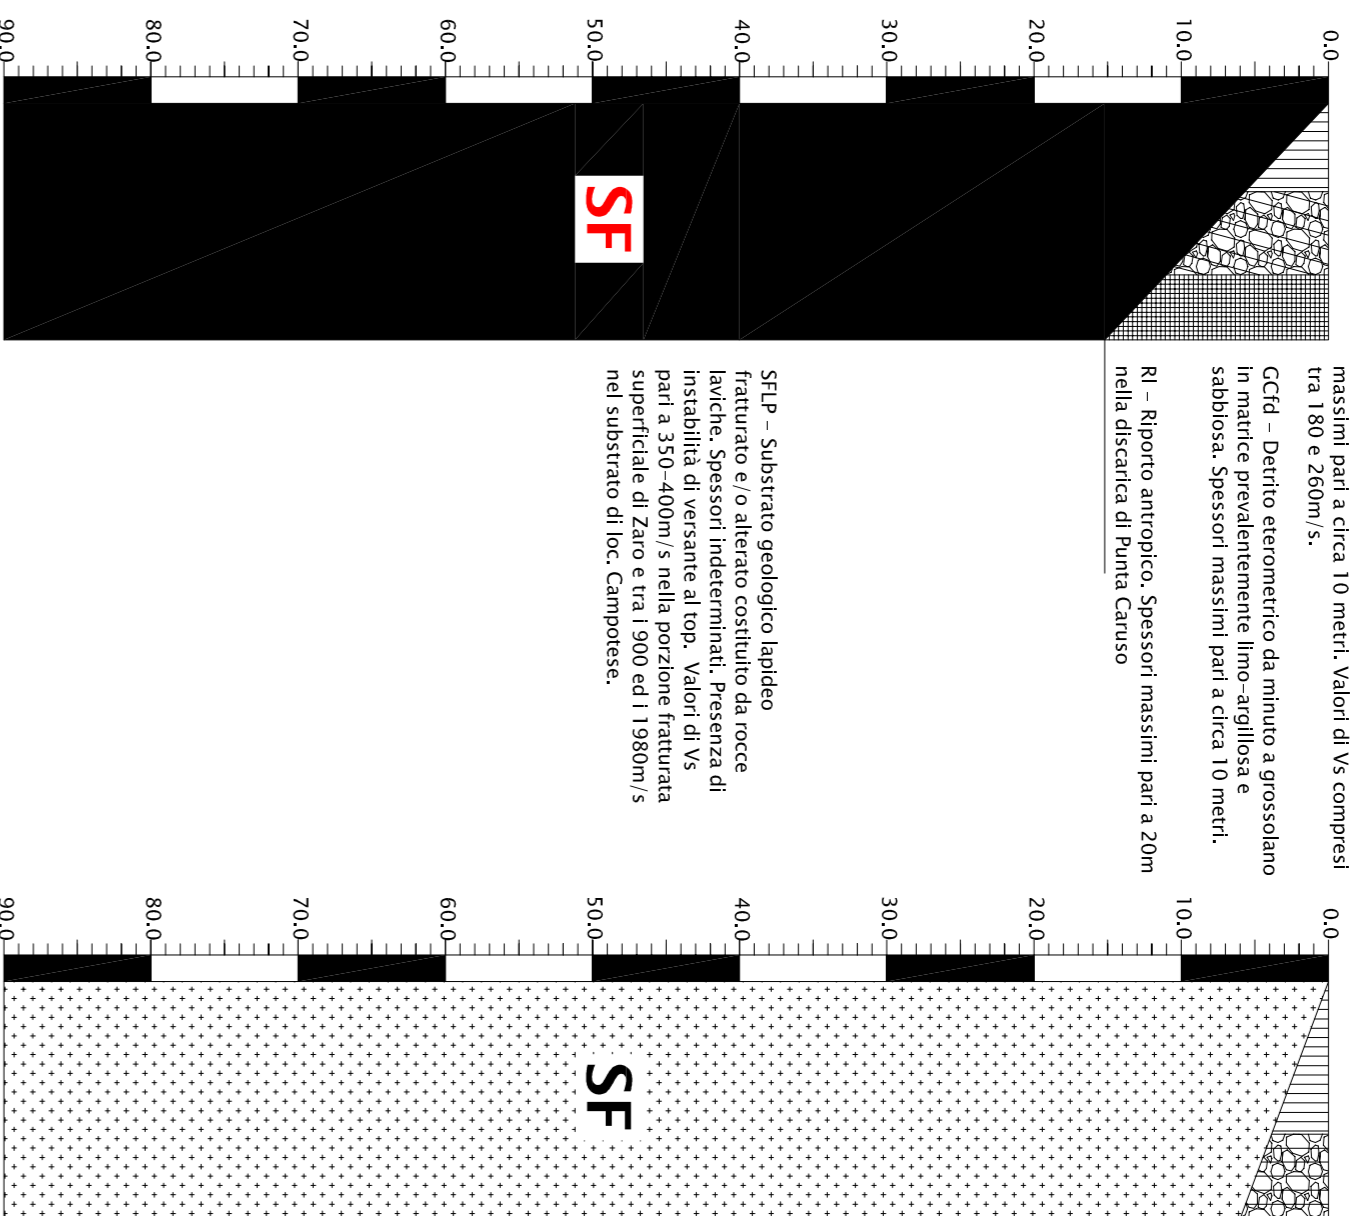 0.0
10.0
20.0
30.0
40.0
50.0
60.0
70.0
80.0
90.0
SF
massimi pari a circa 10 metri. Valori di Vs compresi
tra 180 e 260m/s.
GCfd – Detrito eterometrico da minuto a grossolano
in matrice prevalentemente limo–argillosa e
sabbiosa. Spessori massimi pari a circa 10 metri.
RI – Riporto antropico. Spessori massimi pari a 20m
nella discarica di Punta Caruso
SFLP – Substrato geologico lapideo
fratturato e/o alterato costituito da rocce
laviche. Spessori indeterminati. Presenza di
instabilità di versante al top. Valori di Vs
pari a 350–400m/s nella porzione fratturata
superficiale di Zaro e tra i 900 ed i 1980m/s
nel substrato di loc. Campotese.
0.0
10.0
20.0
30.0
40.0
50.0
60.0
70.0
80.0
90.0
SF